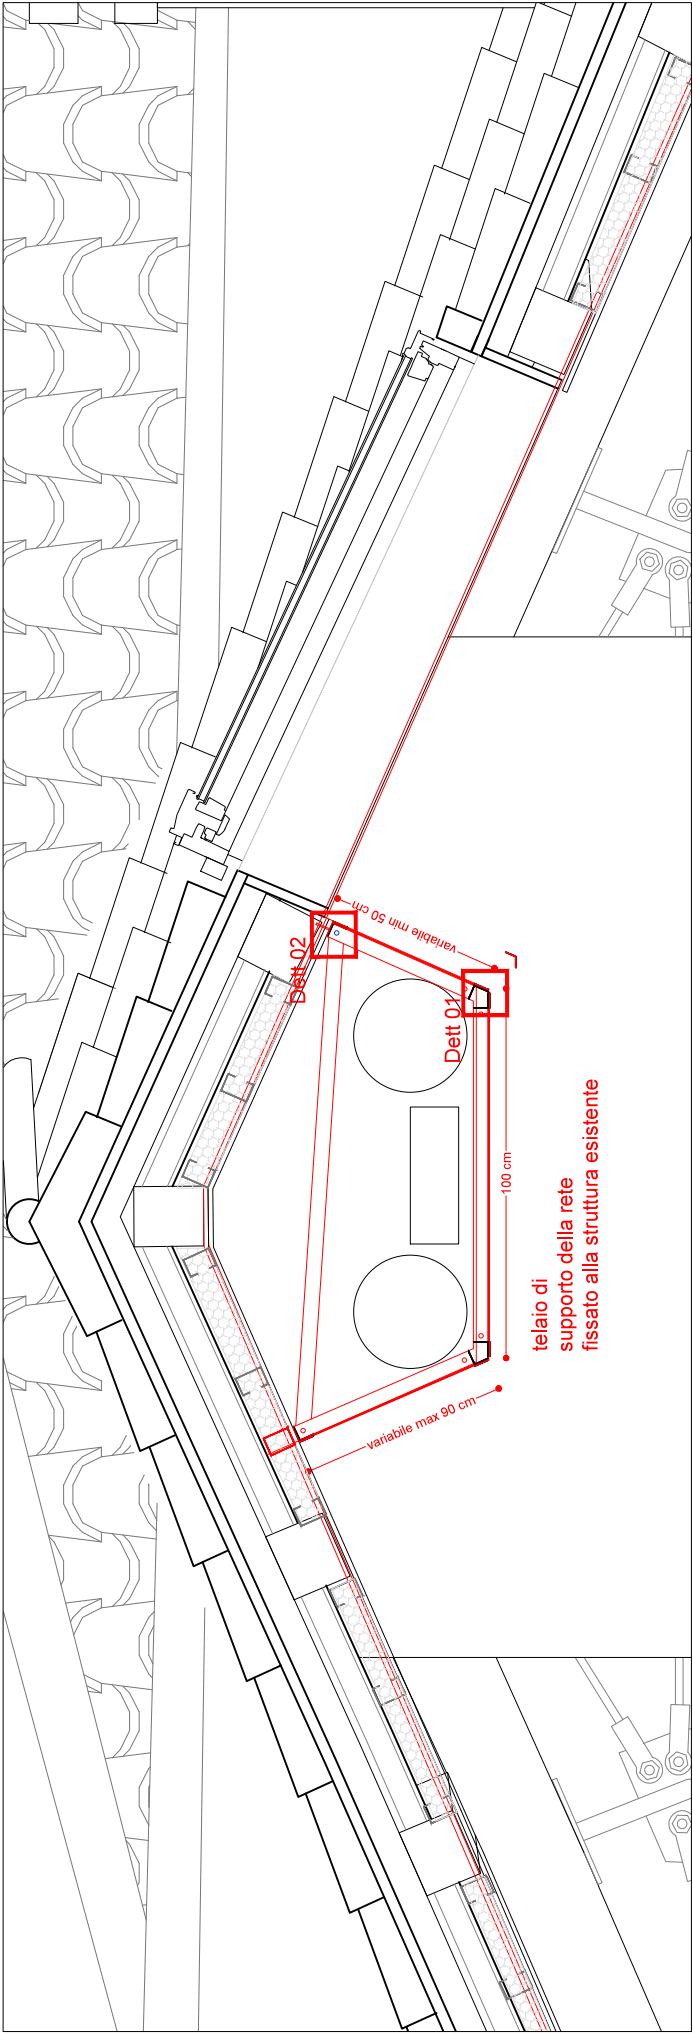 variabile min 50 cm
Dett 02
Dett 01
100 cm
variabile max 90 cm
telaio di
supporto della rete
fissato alla struttura esistente